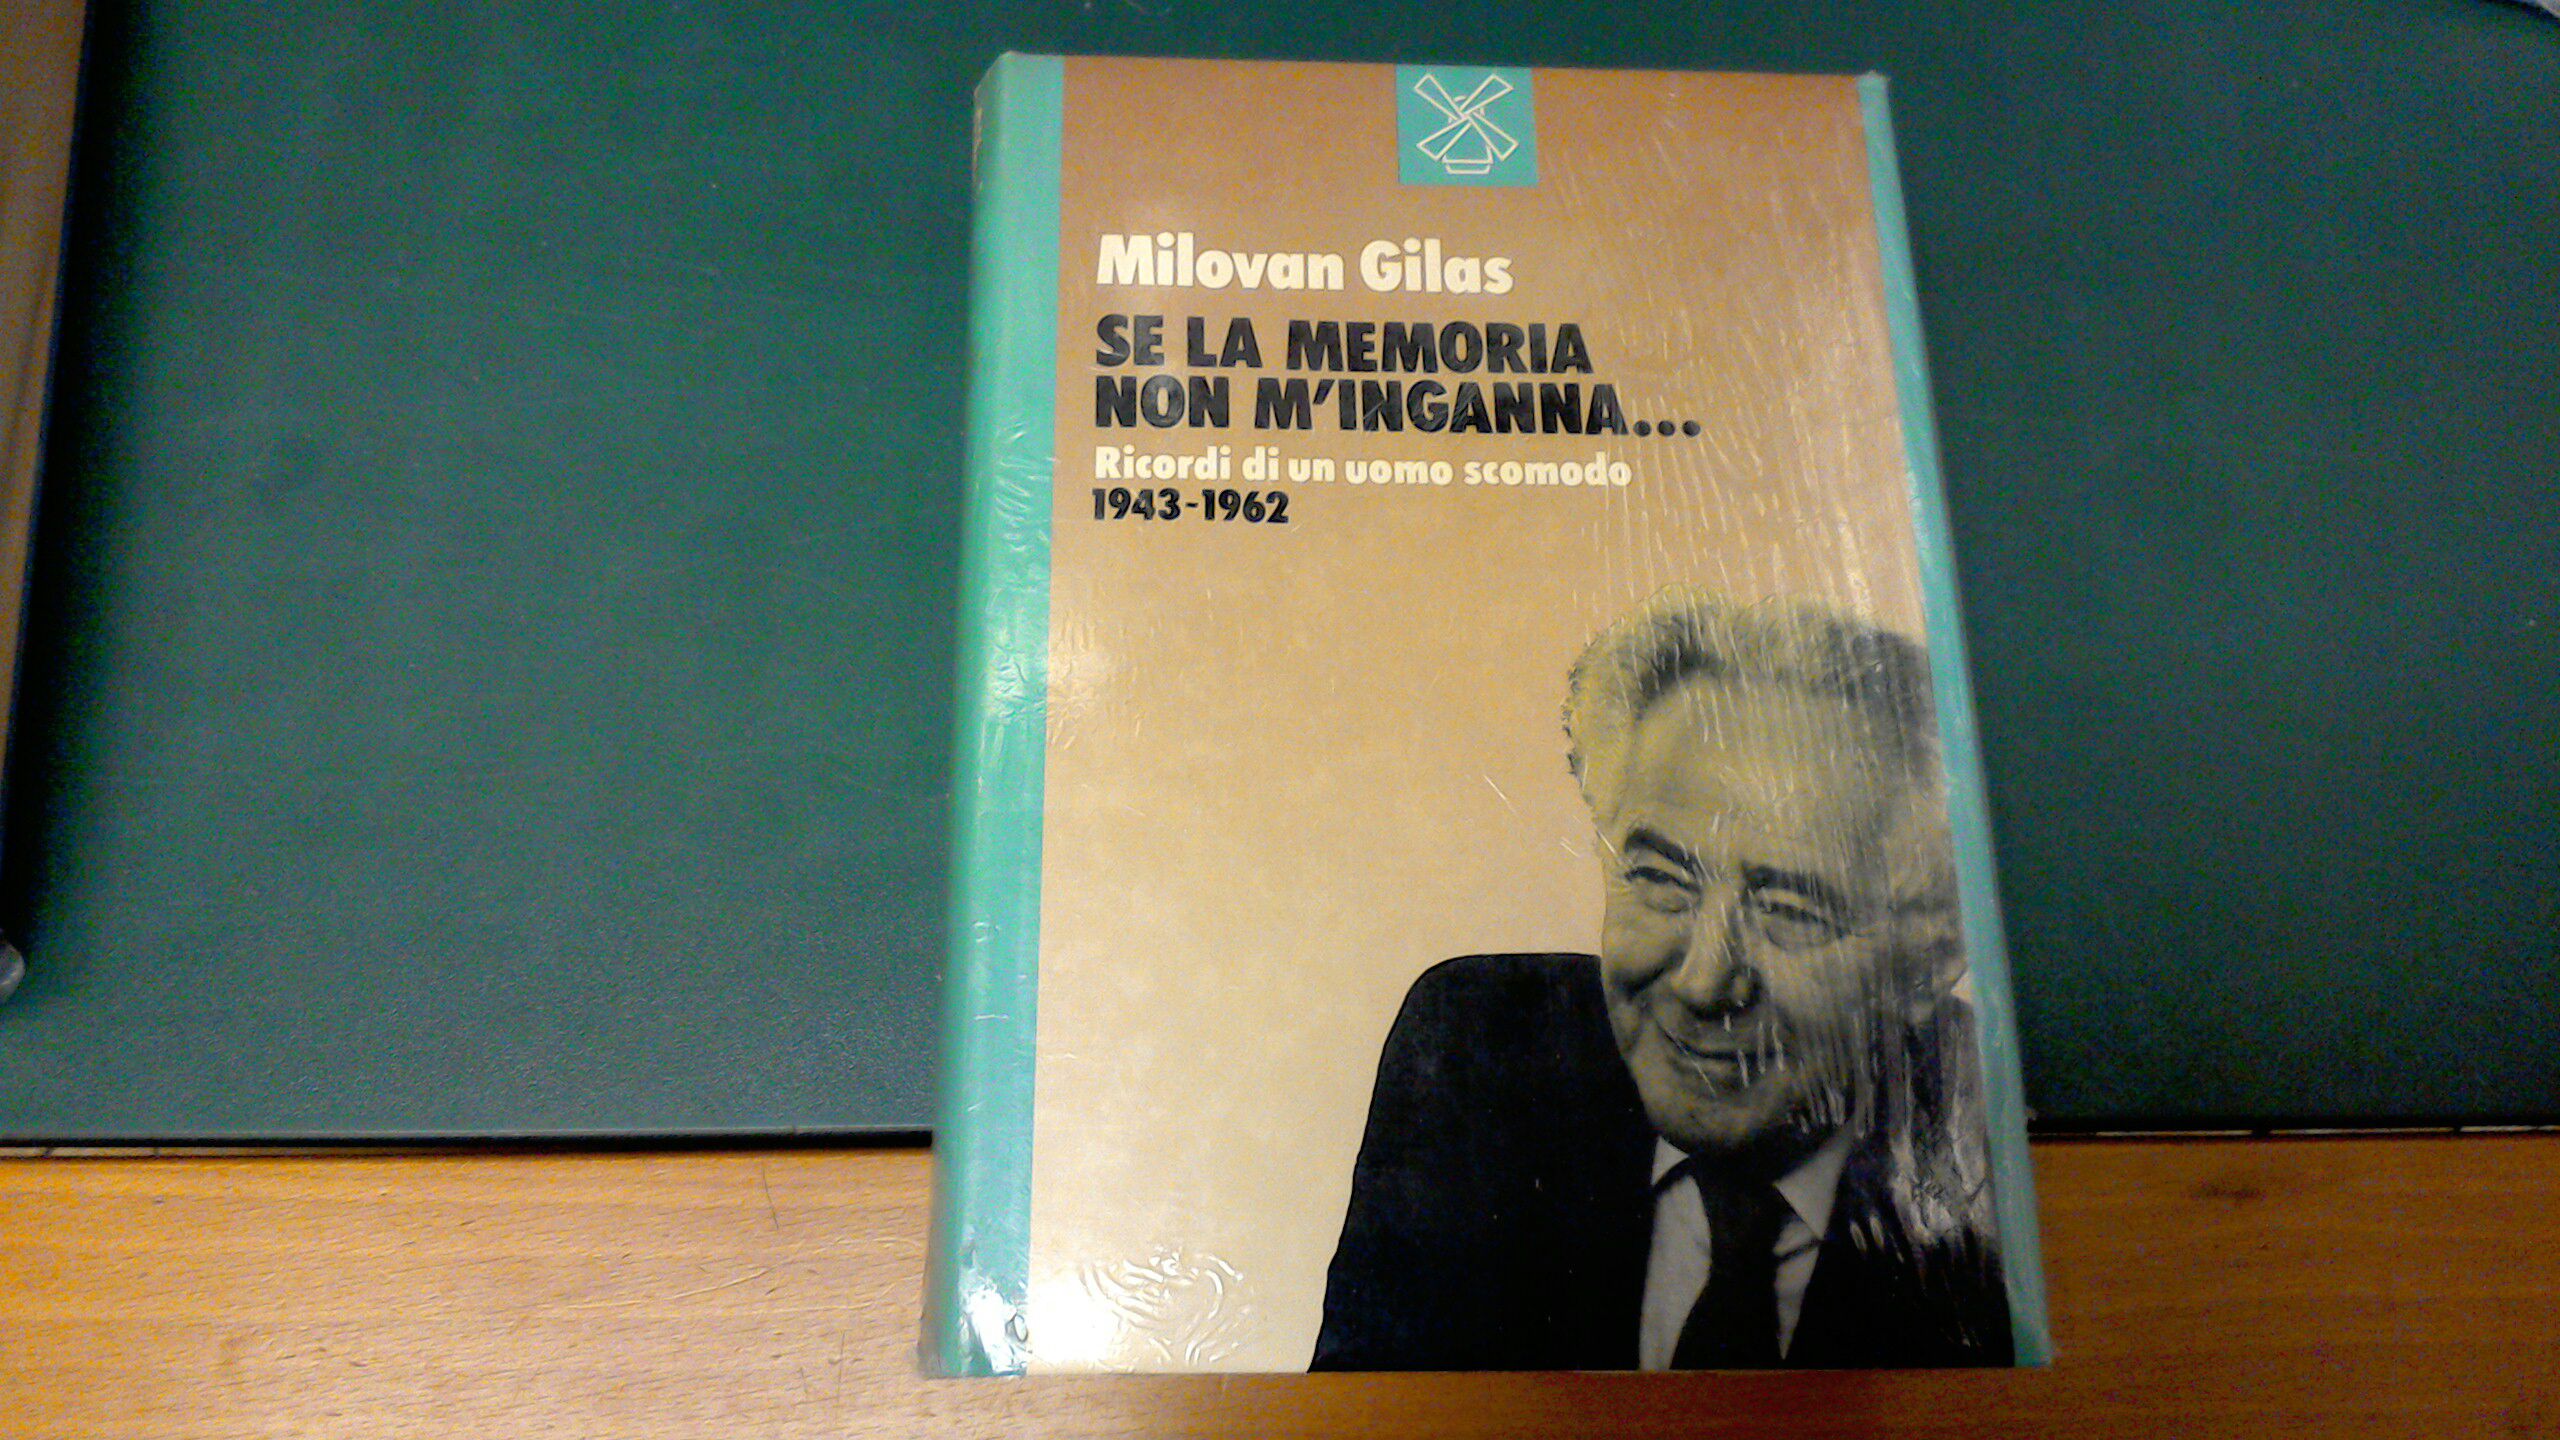 Milovan Gilas
SE LA MEMORIA
NON M'INGANNA...
Ricordi di un uomo scomodo
1943-1962